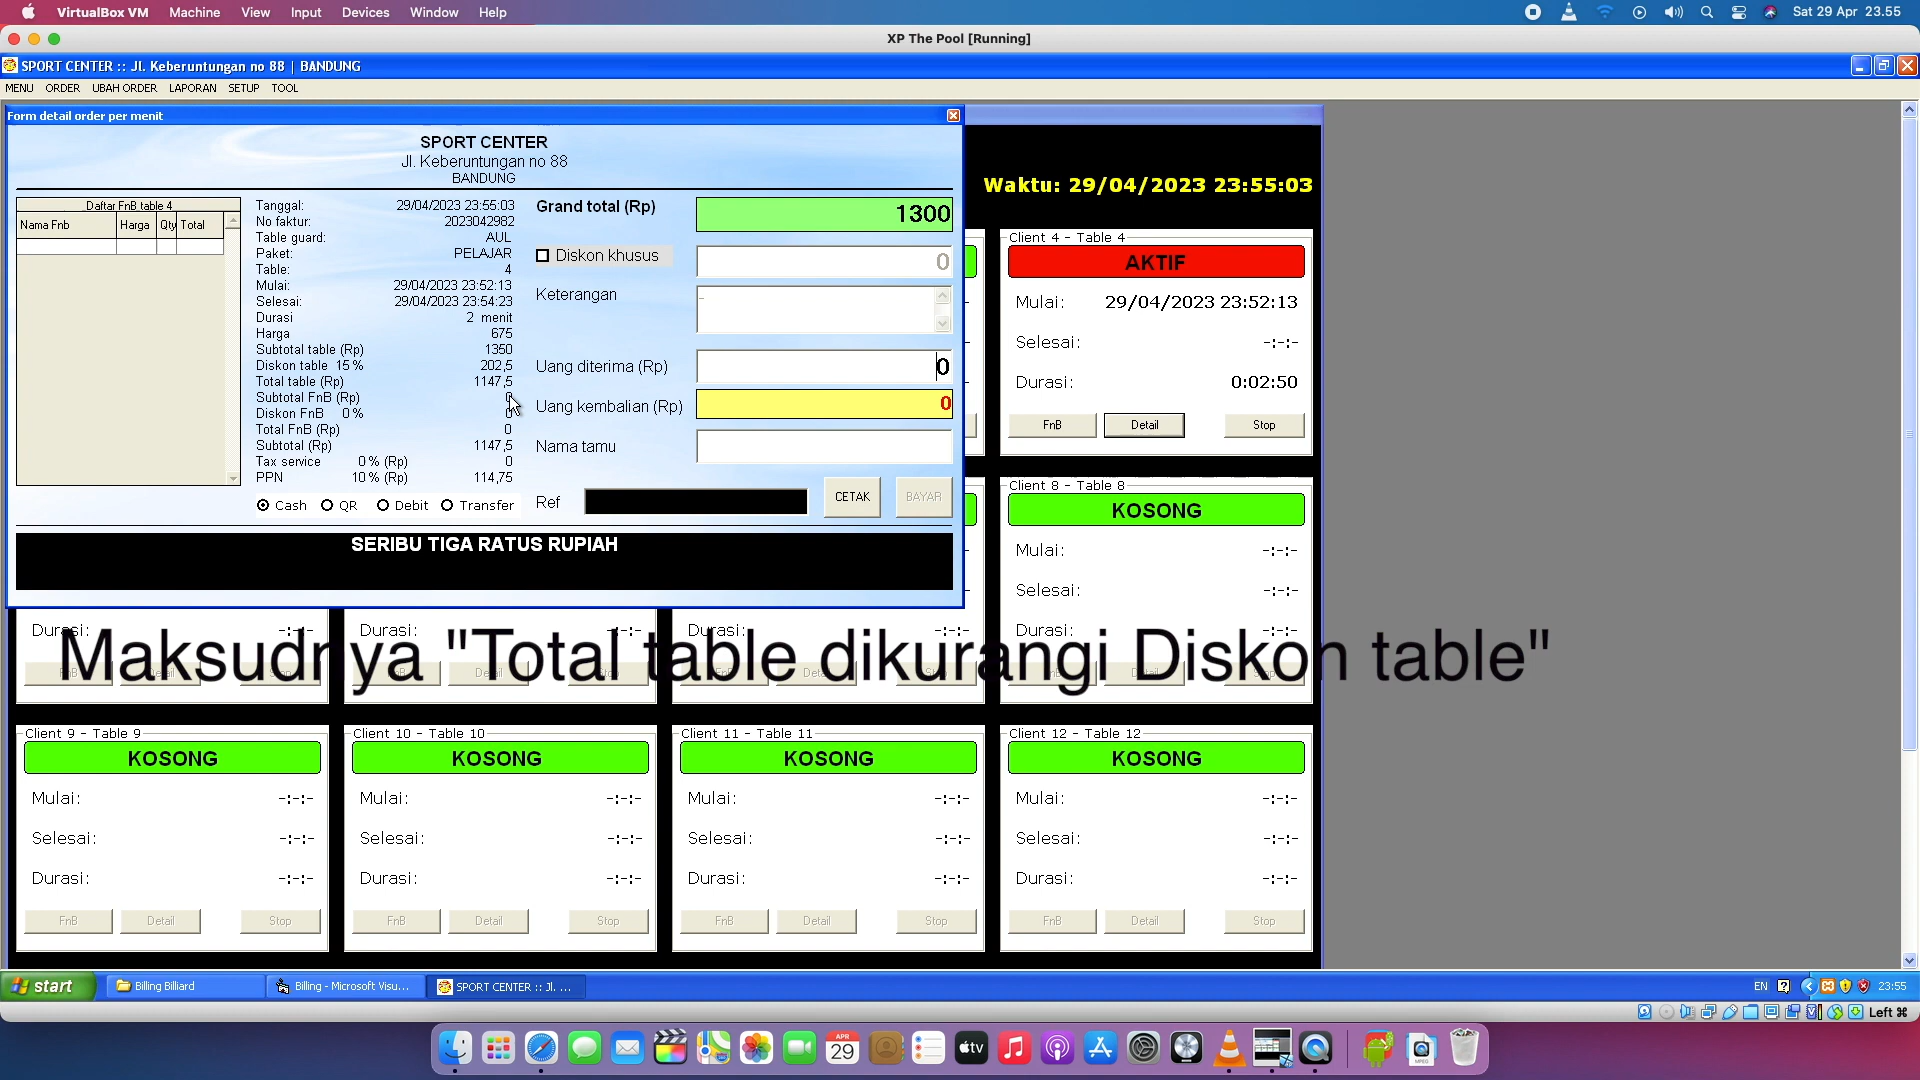 VirtualBox VM Machine View Input Devices Window Help Sat 29 Apr 23.55
XP The Pool [Running]
SPORT CENTER :: Jl. Keberuntungan no 88 | BANDUNG
MENU ORDER UBAH ORDER LAPORAN SETUP TOOL
Form detail order per menit
SPORT CENTER
Jl. Keberuntungan no 88
BANDUNG
Daftar FnB table 4
Nama Fnb Harga Qty Total
Tanggal: 29/04/2023 23:55:03
No faktur: 2023042982
Table guard: AUL
Paket: PELAJAR
Table: 4
Mulai: 29/04/2023 23:52:13
Selesai: 29/04/2023 23:54:23
Durasi 2 menit
Harga 675
Subtotal table (Rp) 1350
Diskon table 15 % 202,5
Total table (Rp) 1147,5
Subtotal FnB (Rp) 0
Diskon FnB 0 % 0
Total FnB (Rp) 0
Subtotal (Rp) 1147,5
Tax service 0 % (Rp) 0
PPN 10 % (Rp) 114,75
Cash QR Debit Transfer
Grand total (Rp) 1300
Diskon khusus 0
Keterangan -
Uang diterima (Rp) 0
Uang kembalian (Rp) 0
Nama tamu
Ref CETAK BAYAR
SERIBU TIGA RATUS RUPIAH
Waktu: 29/04/2023 23:55:03
Client 4 - Table 4
AKTIF
Mulai: 29/04/2023 23:52:13
Selesai: -:-:-
Durasi: 0:02:50
FnB Detail Stop
Client 8 - Table 8
KOSONG
Mulai: -:-:-
Selesai: -:-:-
Durasi: -:-:- Durasi: -:-:- Durasi: -:-:- Durasi: -:-:-
Maksudnya "Total table dikurangi Diskon table"
Client 9 - Table 9 Client 10 - Table 10 Client 11 - Table 11 Client 12 - Table 12
KOSONG KOSONG KOSONG KOSONG
Mulai: -:-:- Mulai: -:-:- Mulai: -:-:- Mulai: -:-:-
Selesai: -:-:- Selesai: -:-:- Selesai: -:-:- Selesai: -:-:-
Durasi: -:-:- Durasi: -:-:- Durasi: -:-:- Durasi: -:-:-
FnB Detail Stop FnB Detail Stop FnB Detail Stop FnB Detail Stop
start Billing Billiard Billing - Microsoft Visu... SPORT CENTER :: Jl. ... EN 23:55
Left ⌘
APR
29
tv